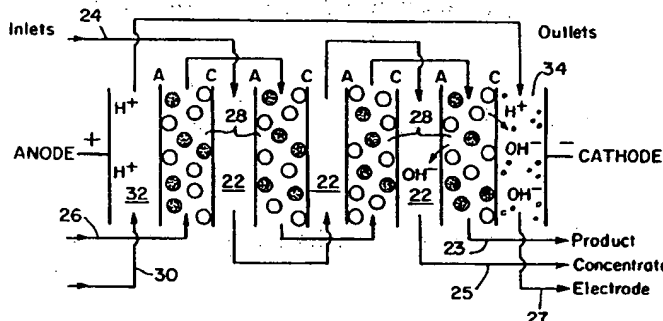 Inlets
24
Outlets
34
A C A C A C A C
H+
28
28
H+
ANODE +
OH-
OH-
- CATHODE
H+
32
22
22
22
OH-
26
23
Product
Concentrate
30
25
Electrode
27